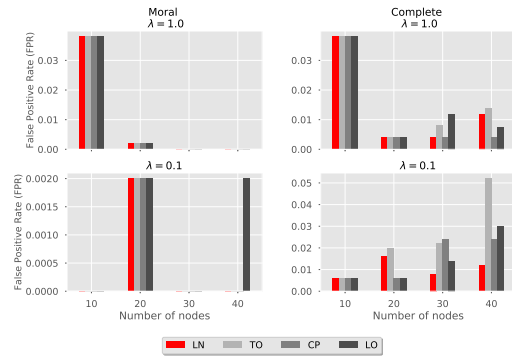 Moral
λ = 1.0
Complete
λ = 1.0
False Positive Rate (FPR)
0.03
0.02
0.01
0.00
10 20 30 40
0.03
0.02
0.01
0.00
10 20 30 40
λ = 0.1
λ = 0.1
False Positive Rate (FPR)
0.0020
0.0015
0.0010
0.0005
0.0000
10 20 30 40
Number of nodes
0.05
0.04
0.03
0.02
0.01
0.00
10 20 30 40
Number of nodes
LN TO CP LO